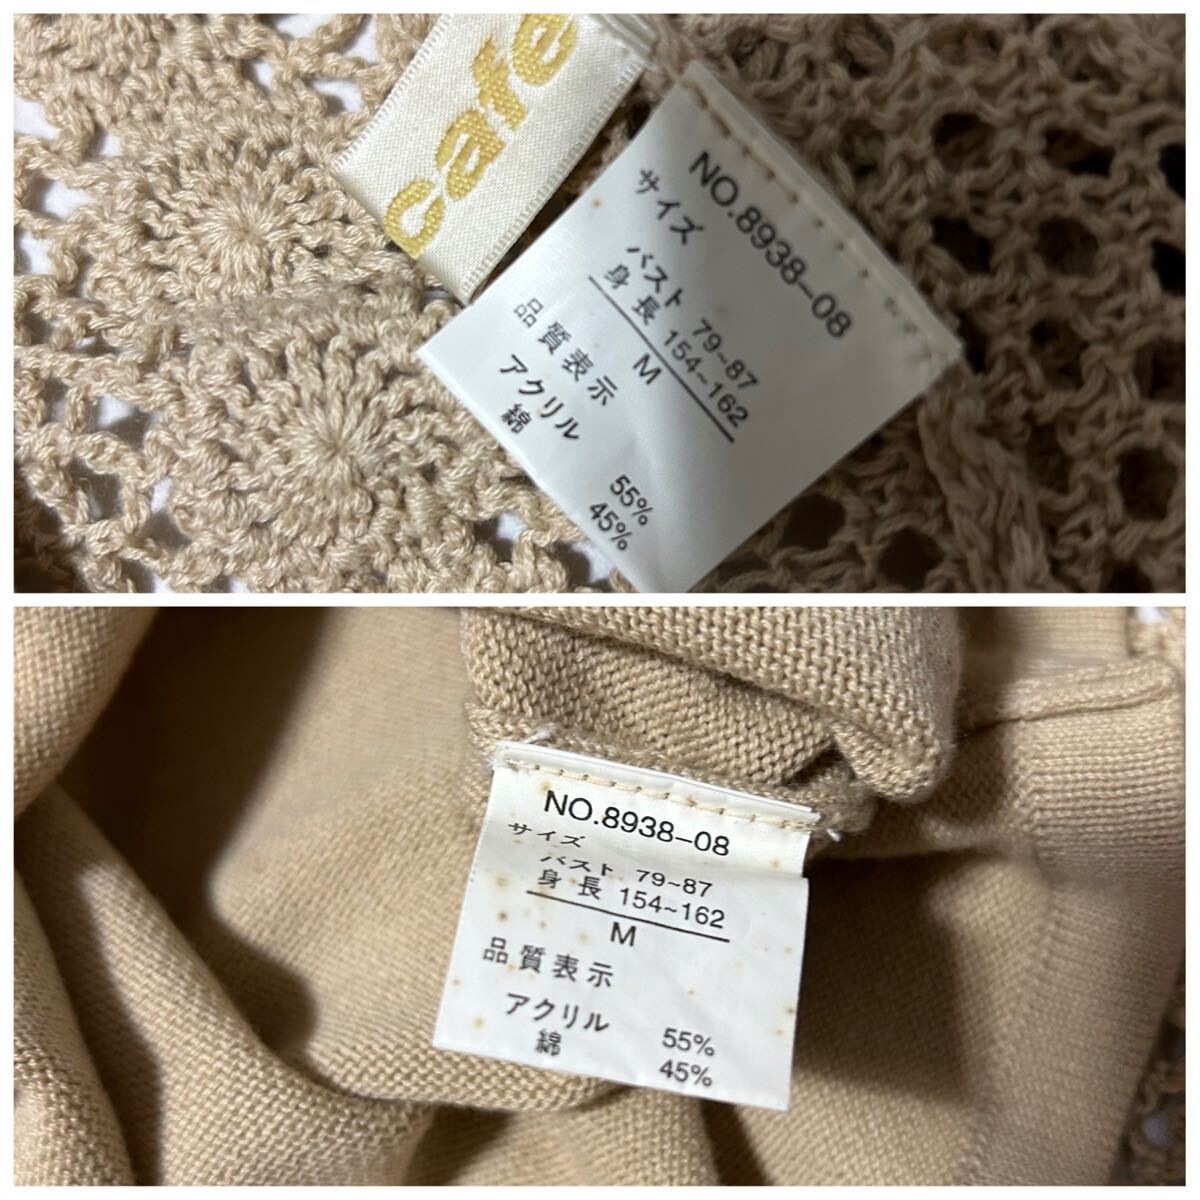 cafe
NO.8938-08
サイズ
バスト 79~87
身長 154~162
M
品質表示
アクリル 55%
綿 45%
NO.8938-08
サイズ
バスト 79~87
身長 154~162
M
品質表示
アクリル 55%
綿 45%